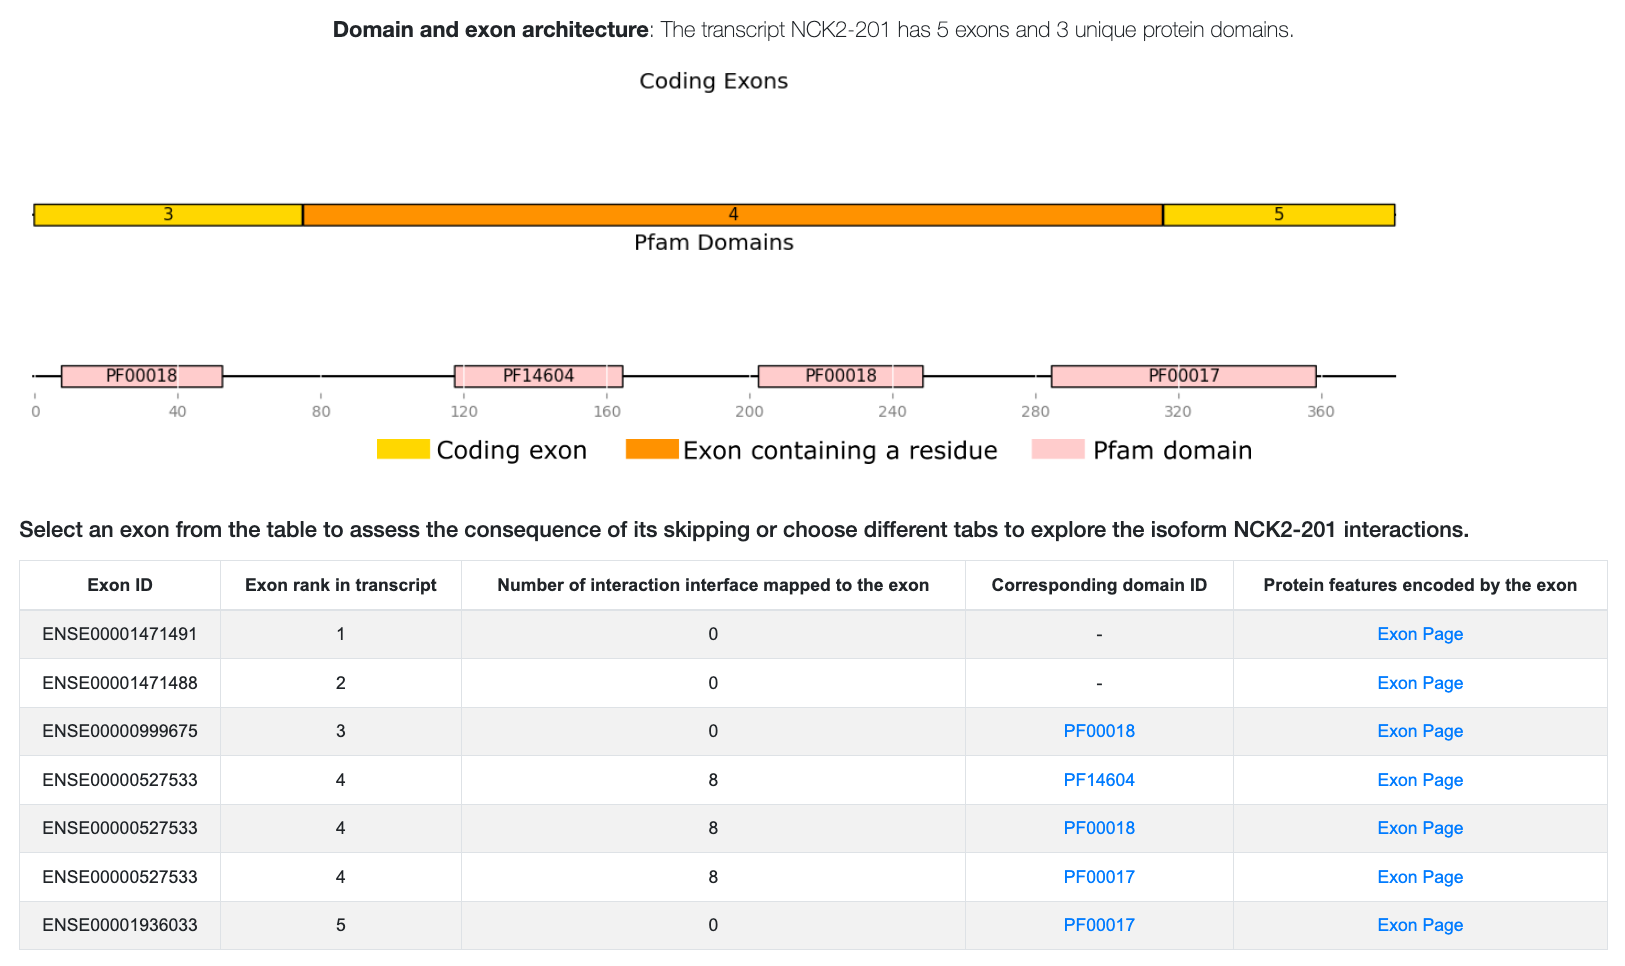 Domain and exon architecture: The transcript NCK2-201 has 5 exons and 3 unique protein domains.
Coding Exons
3 4 5
Pfam Domains
PF00018 PF14604 PF00018 PF00017
0 40 80 120 160 200 240 280 320 360
Coding exon Exon containing a residue Pfam domain
Select an exon from the table to assess the consequence of its skipping or choose different tabs to explore the isoform NCK2-201 interactions.
Exon ID Exon rank in transcript Number of interaction interface mapped to the exon Corresponding domain ID Protein features encoded by the exon
ENSE00001471491 1 0 - Exon Page
ENSE00001471488 2 0 - Exon Page
ENSE00000999675 3 0 PF00018 Exon Page
ENSE00000527533 4 8 PF14604 Exon Page
ENSE00000527533 4 8 PF00018 Exon Page
ENSE00000527533 4 8 PF00017 Exon Page
ENSE00001936033 5 0 PF00017 Exon Page